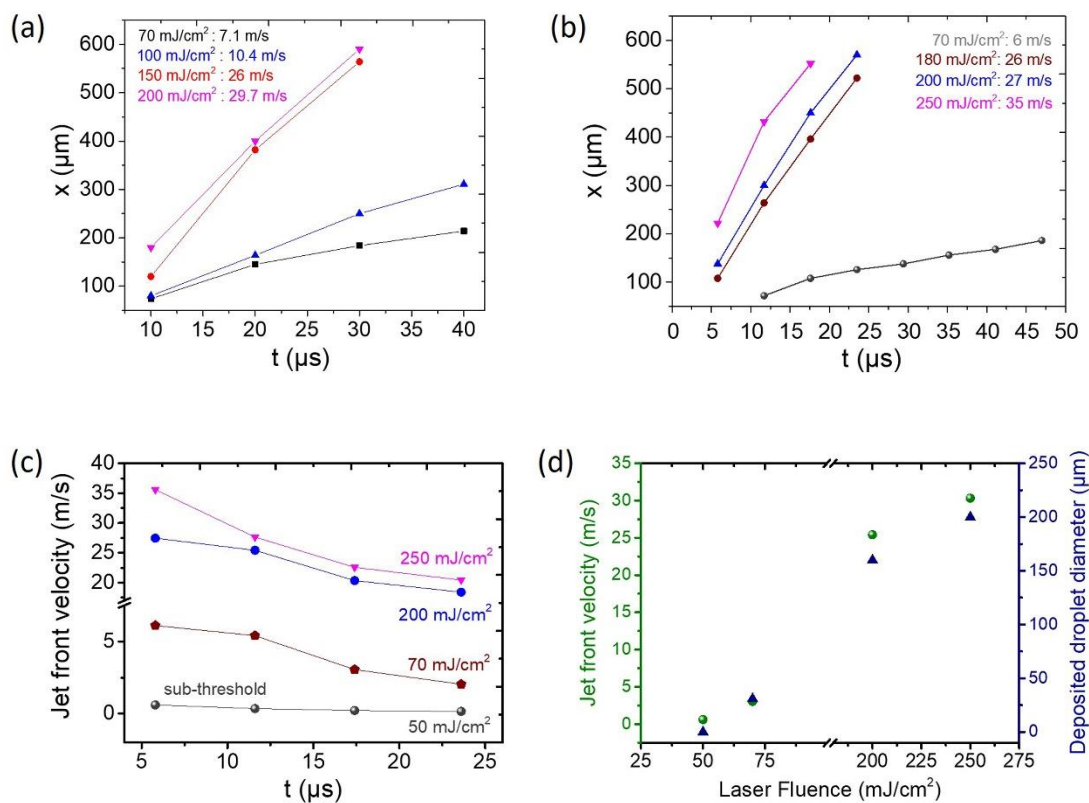 (a)
70 mJ/cm² : 7.1 m/s
100 mJ/cm² : 10.4 m/s
150 mJ/cm² : 26 m/s
200 mJ/cm² : 29.7 m/s
600
500
400
300
200
100
x (µm)
10 15 20 25 30 35 40
t (µs)
(b)
70 mJ/cm²: 6 m/s
180 mJ/cm²: 26 m/s
200 mJ/cm²: 27 m/s
250 mJ/cm²: 35 m/s
600
500
400
300
200
100
x (µm)
0 5 10 15 20 25 30 35 40 45 50
t (µs)
(c)
40
35
30
25
20
5
0
Jet front velocity (m/s)
250 mJ/cm²
200 mJ/cm²
70 mJ/cm²
sub-threshold
50 mJ/cm²
5 10 15 20 25
t (µs)
(d)
35
30
25
20
15
10
5
0
Jet front velocity (m/s)
250
200
150
100
50
0
Deposited droplet diameter (µm)
25 50 75 200 225 250 275
Laser Fluence (mJ/cm²)